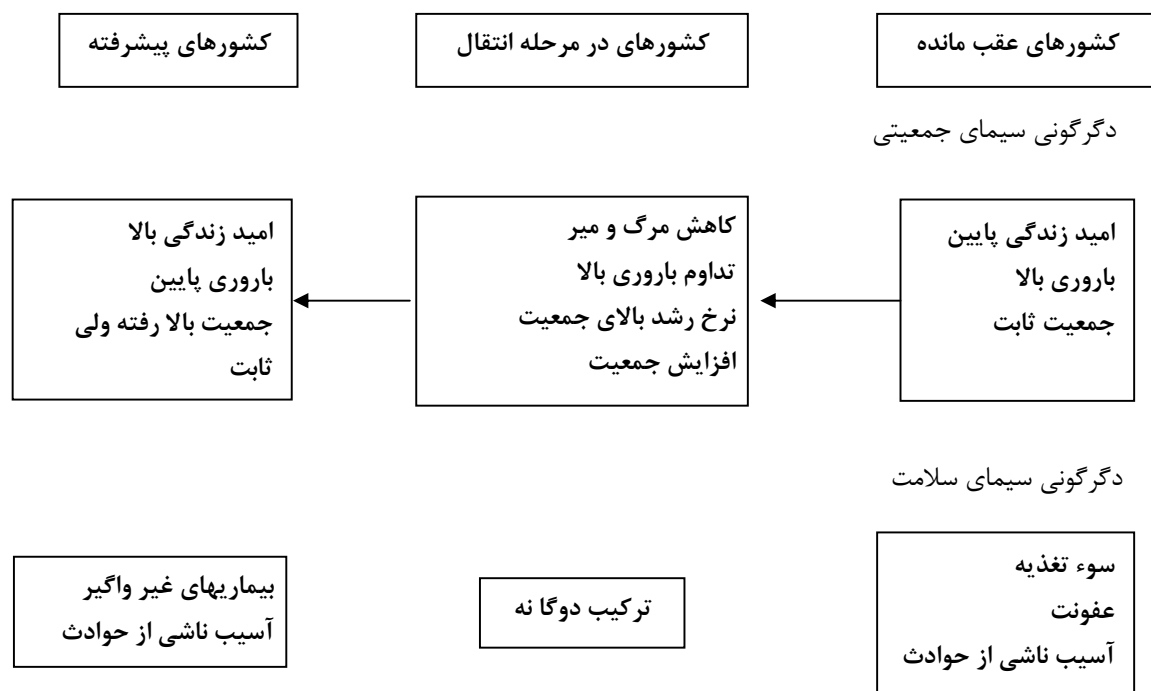 کشورهای عقب مانده
کشورهای در مرحله انتقال
کشورهای پیشرفته
دگرگونی سیمای جمعیتی
امید زندگی پایین
باروری بالا
جمعیت ثابت
کاهش مرگ و میر
تداوم باروری بالا
نرخ رشد بالای جمعیت
افزایش جمعیت
امید زندگی بالا
باروری پایین
جمعیت بالا رفته ولی
ثابت
دگرگونی سیمای سلامت
سوء تغذیه
عفونت
آسیب ناشی از حوادث
ترکیب دوگا نه
بیماریهای غیر واگیر
آسیب ناشی از حوادث